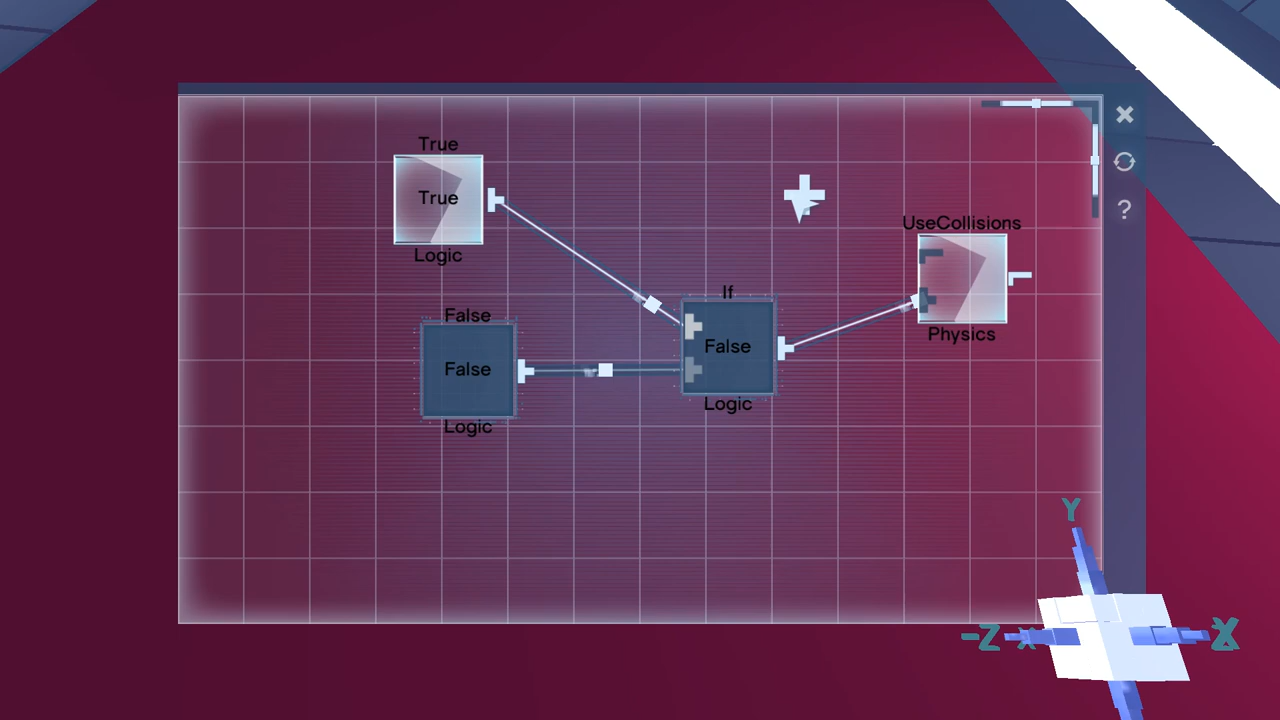 True
True
Logic
UseCollisions
Physics
If
False
Logic
False
False
Logic
?
Y
-Z
X
X